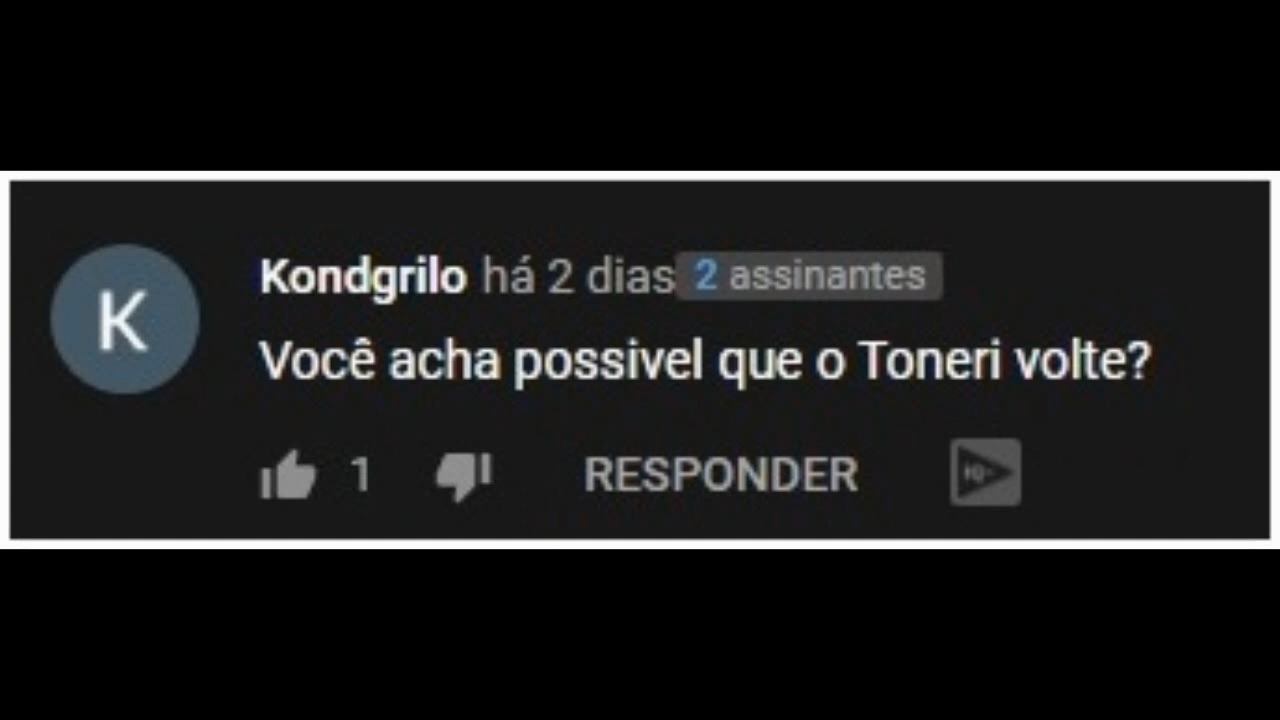 K
Kondgrilo há 2 dias 2 assinantes
Você acha possivel que o Toneri volte?
1 RESPONDER